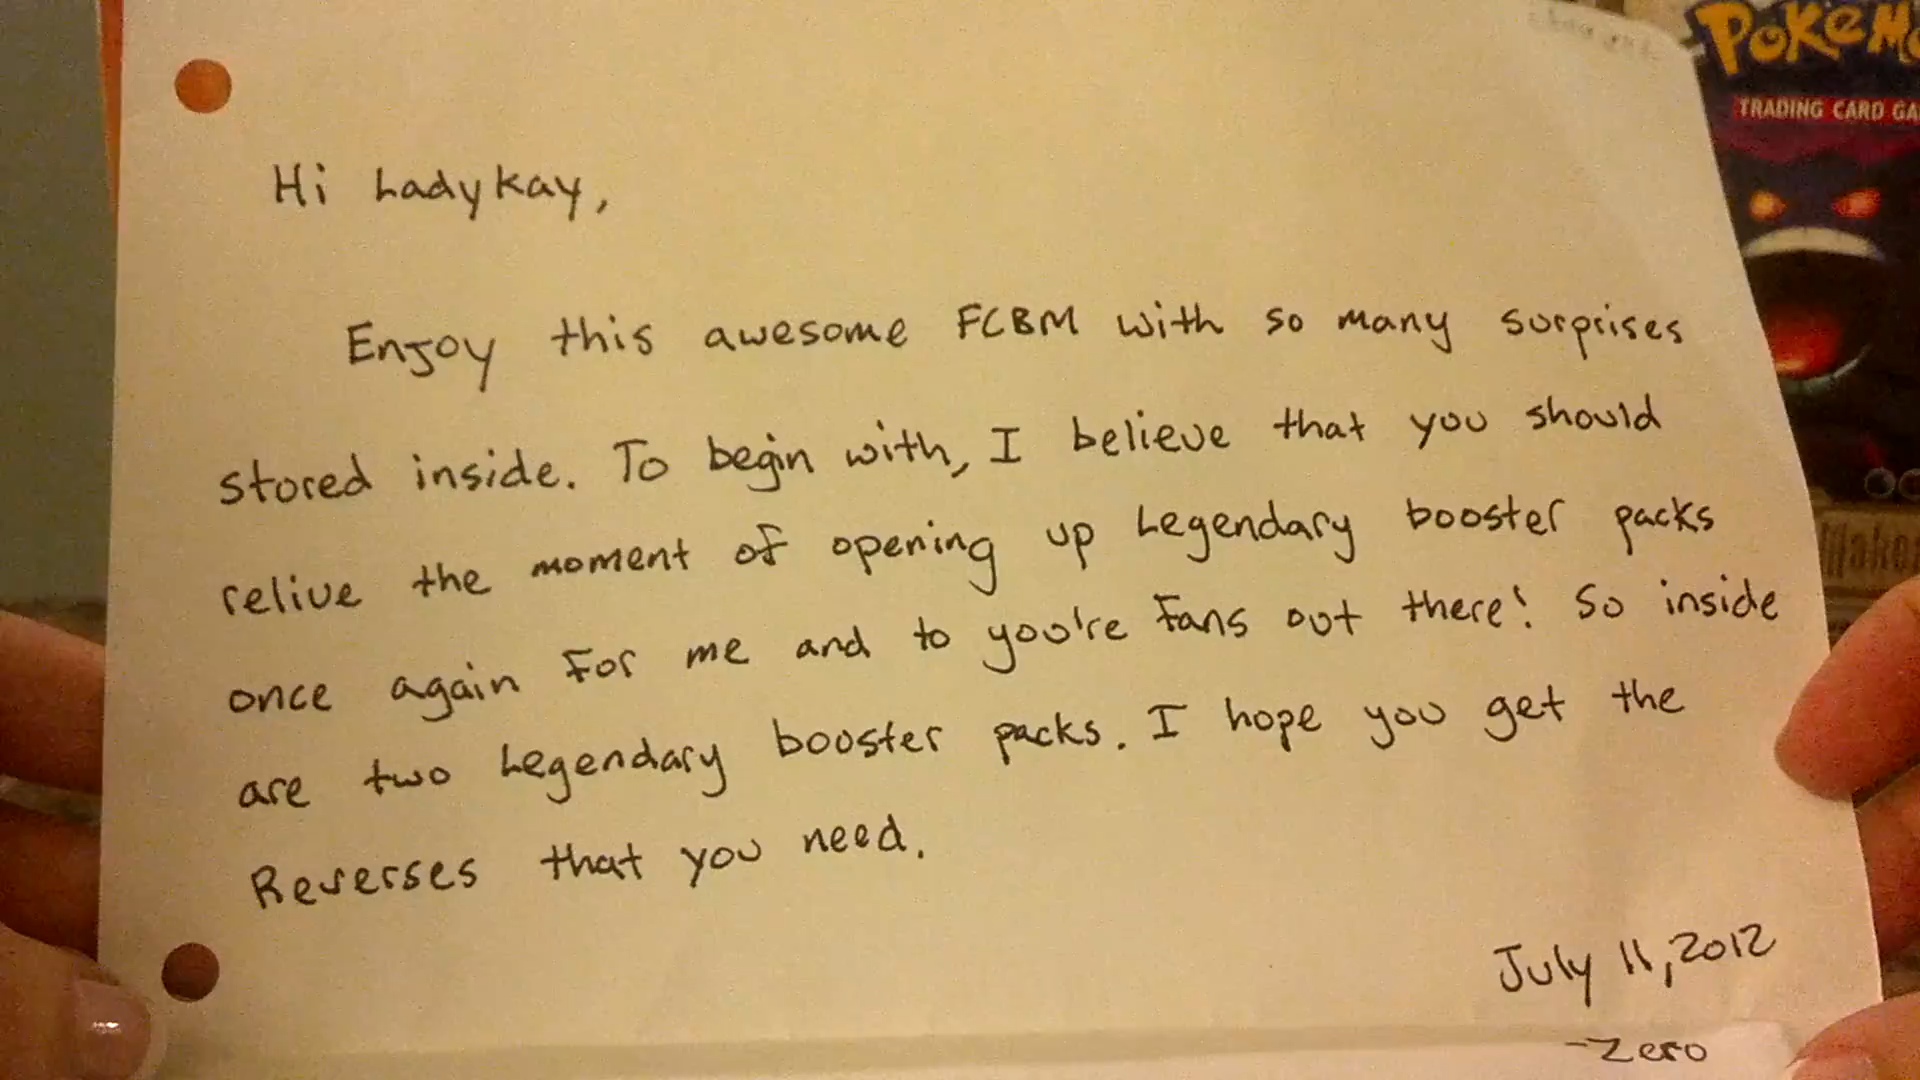 Hi Ladykay,
Enjoy this awesome FCBM with so many surprises
stored inside. To begin with, I believe that you should
relive the moment of opening up Legendary booster packs
once again for me and to you're fans out there! So inside
are two Legendary booster packs. I hope you get the
Reverses that you need.
July 11, 2012
-Zero
POKéMO
TRADING CARD GA